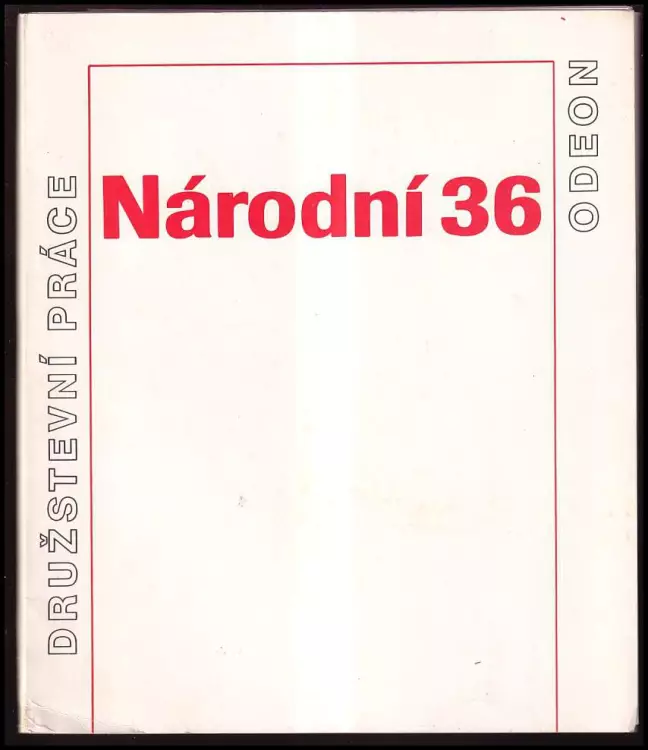 Národní 36
DRUŽSTEVNÍ PRÁCE
ODEON